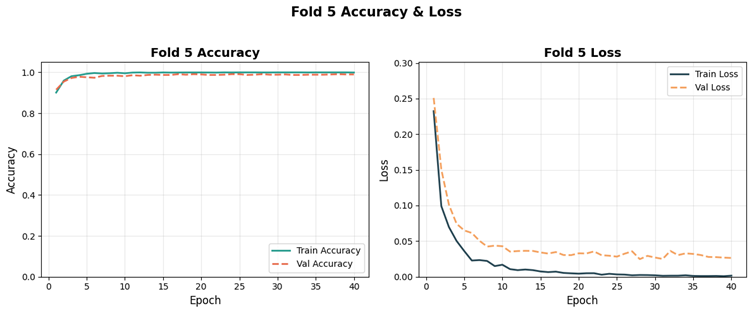 Fold 5 Accuracy & Loss
Fold 5 Accuracy
1.0
0.8
0.6
0.4
0.2
0.0
Accuracy
0 5 10 15 20 25 30 35 40
Epoch
Train Accuracy
Val Accuracy
Fold 5 Loss
0.30
0.25
0.20
0.15
0.10
0.05
0.00
Loss
0 5 10 15 20 25 30 35 40
Epoch
Train Loss
Val Loss